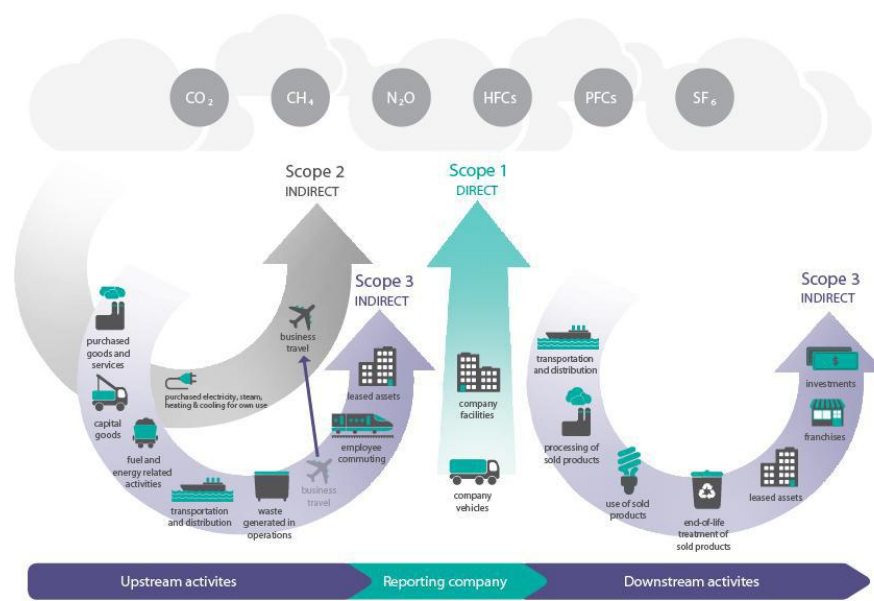 CO₂
CH₄
N₂O
HFCs
PFCs
SF₆
Scope 2
INDIRECT
Scope 1
DIRECT
Scope 3
INDIRECT
Scope 3
INDIRECT
purchased
goods and
services
capital
goods
fuel and
energy related
activities
transportation
and distribution
waste
generated in
operations
business
travel
employee
commuting
leased assets
business
travel
purchased electricity, steam,
heating & cooling for own use
company
facilities
company
vehicles
transportation
and distribution
processing of
sold products
use of sold
products
end-of-life
treatment of
sold products
leased assets
franchises
investments
Upstream activites
Reporting company
Downstream activites